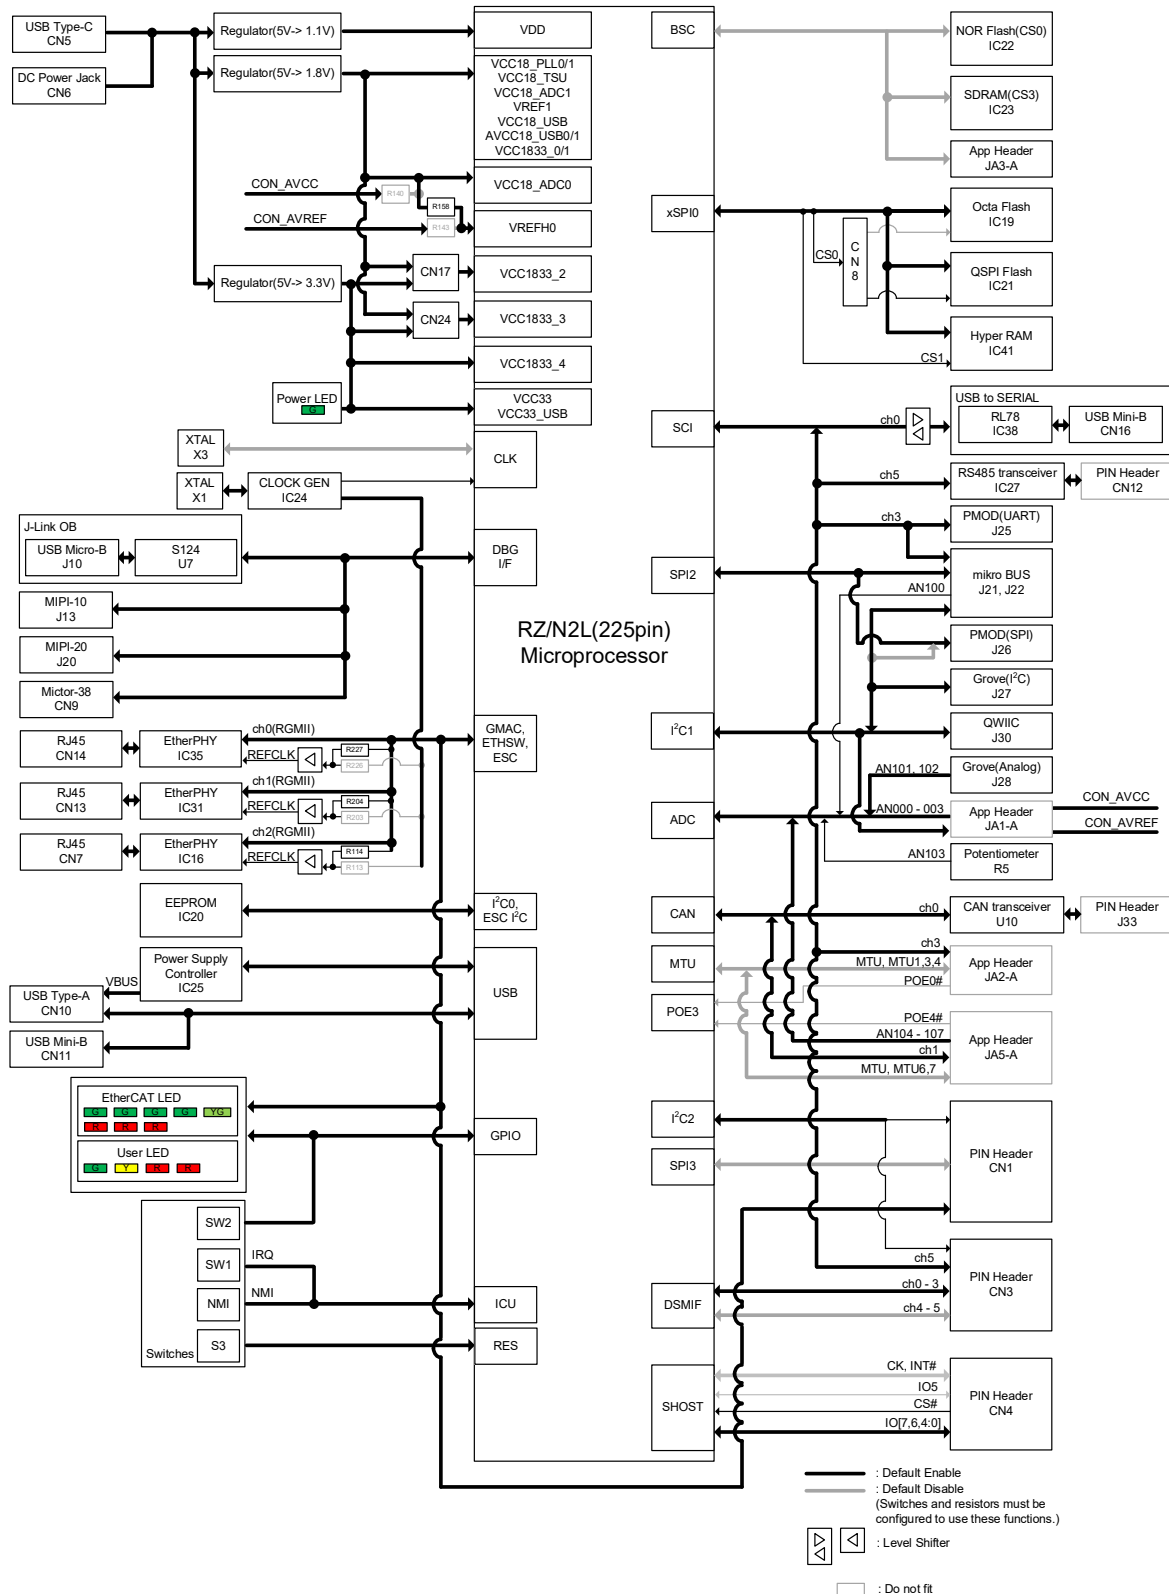 USB Type-C
CN5
DC Power Jack
CN6
Regulator(5V-> 1.1V)
Regulator(5V-> 1.8V)
Regulator(5V-> 3.3V)
VDD
VCC18_PLL0/1
VCC18_TSU
VCC18_ADC1
VREF1
VCC18_USB
AVCC18_USB0/1
VCC1833_0/1
CON_AVCC
R140
VCC18_ADC0
R158
CON_AVREF
R143
VREFH0
CN17
VCC1833_2
CN24
VCC1833_3
VCC1833_4
Power LED
G
VCC33
VCC33_USB
XTAL
X3
CLK
XTAL
X1
CLOCK GEN
IC24
J-Link OB
USB Micro-B
J10
S124
U7
DBG
I/F
MIPI-10
J13
MIPI-20
J20
Mictor-38
CN9
RZ/N2L(225pin)
Microprocessor
RJ45
CN14
EtherPHY
IC35
ch0(RGMII)
REFCLK
R227
R226
GMAC,
ETHSW,
ESC
RJ45
CN13
EtherPHY
IC31
ch1(RGMII)
REFCLK
R204
R203
RJ45
CN7
EtherPHY
IC16
ch2(RGMII)
REFCLK
R114
R113
EEPROM
IC20
I²C0,
ESC I²C
Power Supply
Controller
IC25
VBUS
USB Type-A
CN10
USB Mini-B
CN11
USB
EtherCAT LED
G
G
G
G
YG
R
R
R
User LED
G
Y
R
R
GPIO
SW2
SW1
IRQ
NMI
NMI
S3
Switches
ICU
RES
BSC
NOR Flash(CS0)
IC22
SDRAM(CS3)
IC23
App Header
JA3-A
xSPI0
CS0
C
N
8
CS1
Octa Flash
IC19
QSPI Flash
IC21
Hyper RAM
IC41
SCI
ch0
USB to SERIAL
RL78
IC38
USB Mini-B
CN16
ch5
RS485 transceiver
IC27
PIN Header
CN12
ch3
PMOD(UART)
J25
SPI2
mikro BUS
J21, J22
AN100
PMOD(SPI)
J26
Grove(I²C)
J27
I²C1
QWIIC
J30
AN101, 102
Grove(Analog)
J28
ADC
AN000 - 003
App Header
JA1-A
CON_AVCC
CON_AVREF
AN103
Potentiometer
R5
CAN
ch0
CAN transceiver
U10
PIN Header
J33
ch3
MTU
MTU, MTU1,3,4
POE0#
App Header
JA2-A
POE3
POE4#
AN104 - 107
ch1
MTU, MTU6,7
App Header
JA5-A
I²C2
SPI3
PIN Header
CN1
ch5
ch0 - 3
ch4 - 5
DSMIF
PIN Header
CN3
SHOST
CK, INT#
IO5
CS#
IO[7,6,4:0]
PIN Header
CN4
: Default Enable
: Default Disable
(Switches and resistors must be
configured to use these functions.)
: Level Shifter
: Do not fit